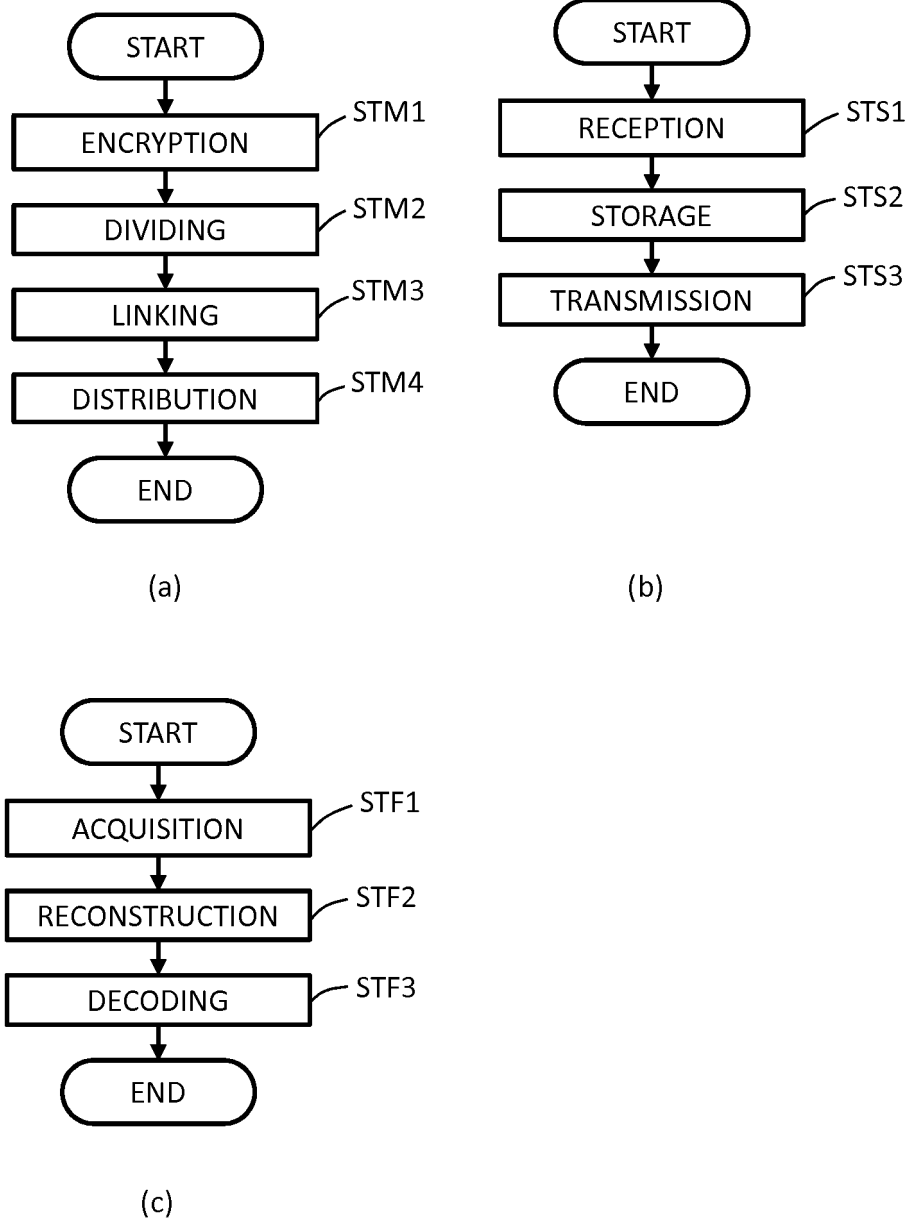 START
ENCRYPTION
STM1
DIVIDING
STM2
LINKING
STM3
DISTRIBUTION
STM4
END
(a)
START
RECEPTION
STS1
STORAGE
STS2
TRANSMISSION
STS3
END
(b)
START
ACQUISITION
STF1
RECONSTRUCTION
STF2
DECODING
STF3
END
(c)